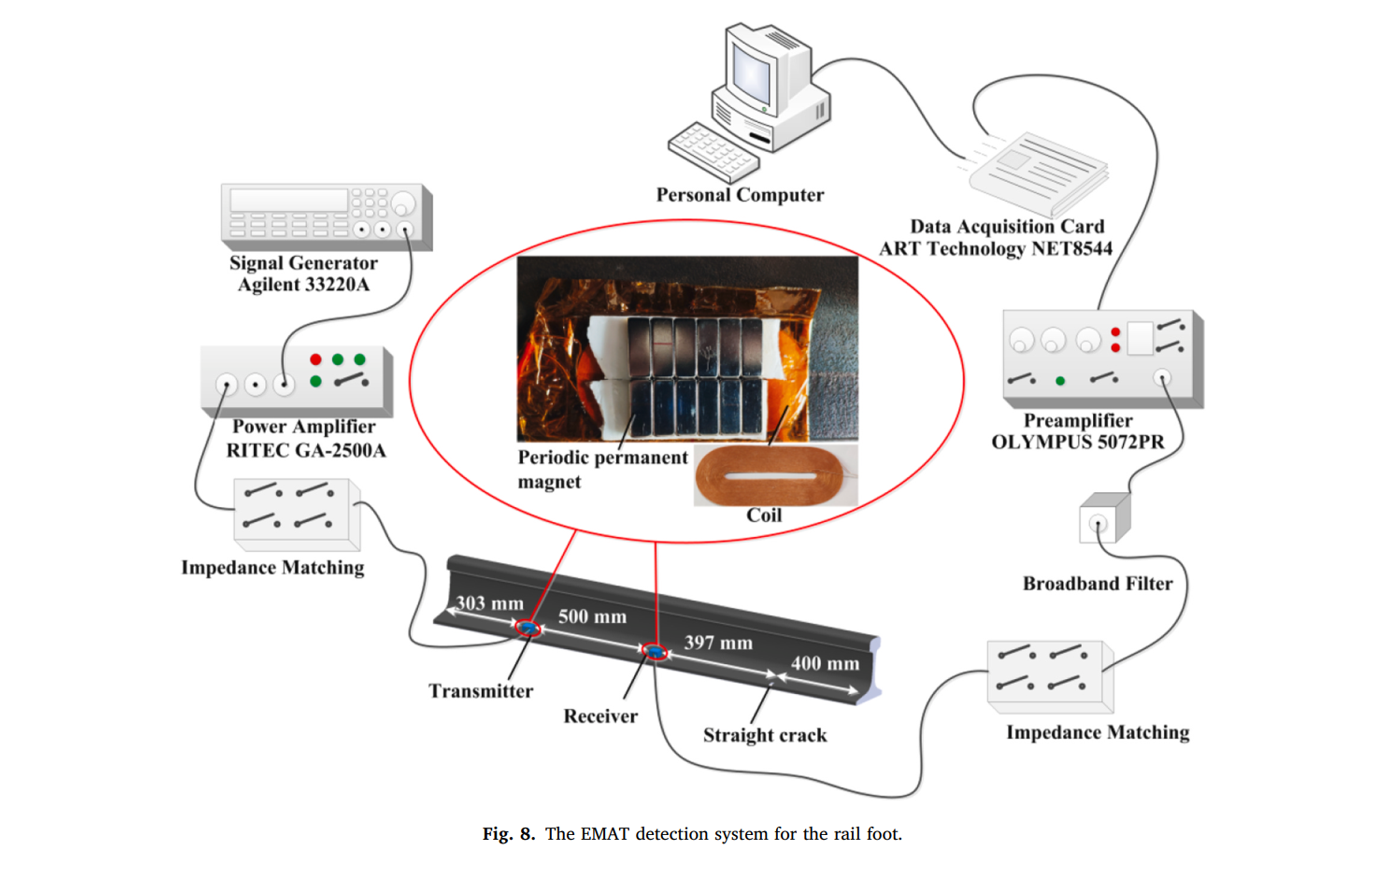 Personal Computer
Data Acquisition Card
ART Technology NET8544
Signal Generator
Agilent 33220A
Power Amplifier
RITEC GA-2500A
Preamplifier
OLYMPUS 5072PR
Periodic permanent
magnet
Coil
Impedance Matching
Broadband Filter
303 mm
500 mm
397 mm
400 mm
Transmitter
Receiver
Straight crack
Impedance Matching
Fig. 8. The EMAT detection system for the rail foot.